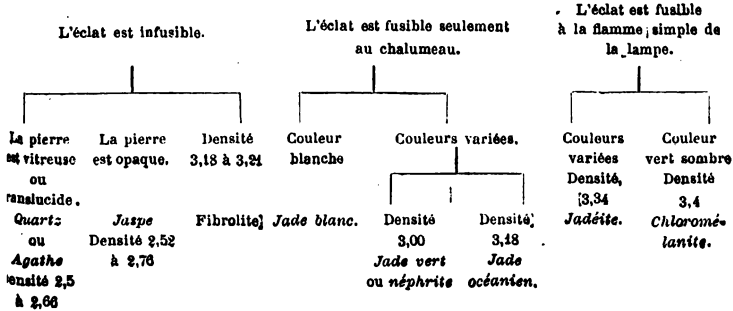 L'éclat est infusible.
L'éclat est fusible seulement
au chalumeau.
L'éclat est fusible
à la flamme simple de
la lampe.
La pierre
est vitreuse
ou
translucide.
Quartz
ou
Agathe
Densité 2,5
à 2,66
La pierre
est opaque.
Jaspe
Densité 2,52
à 2,76
Densité
3,18 à 3,21
Fibrolite
Couleur
blanche
Jade blanc.
Couleurs variées.
Densité
3,00
Jade vert
ou néphrite
Densité
3,18
Jade
océanien.
Couleurs
variées
Densité,
3,34
Jadéite.
Couleur
vert sombre
Densité
3,4
Chloromé-
lanite.